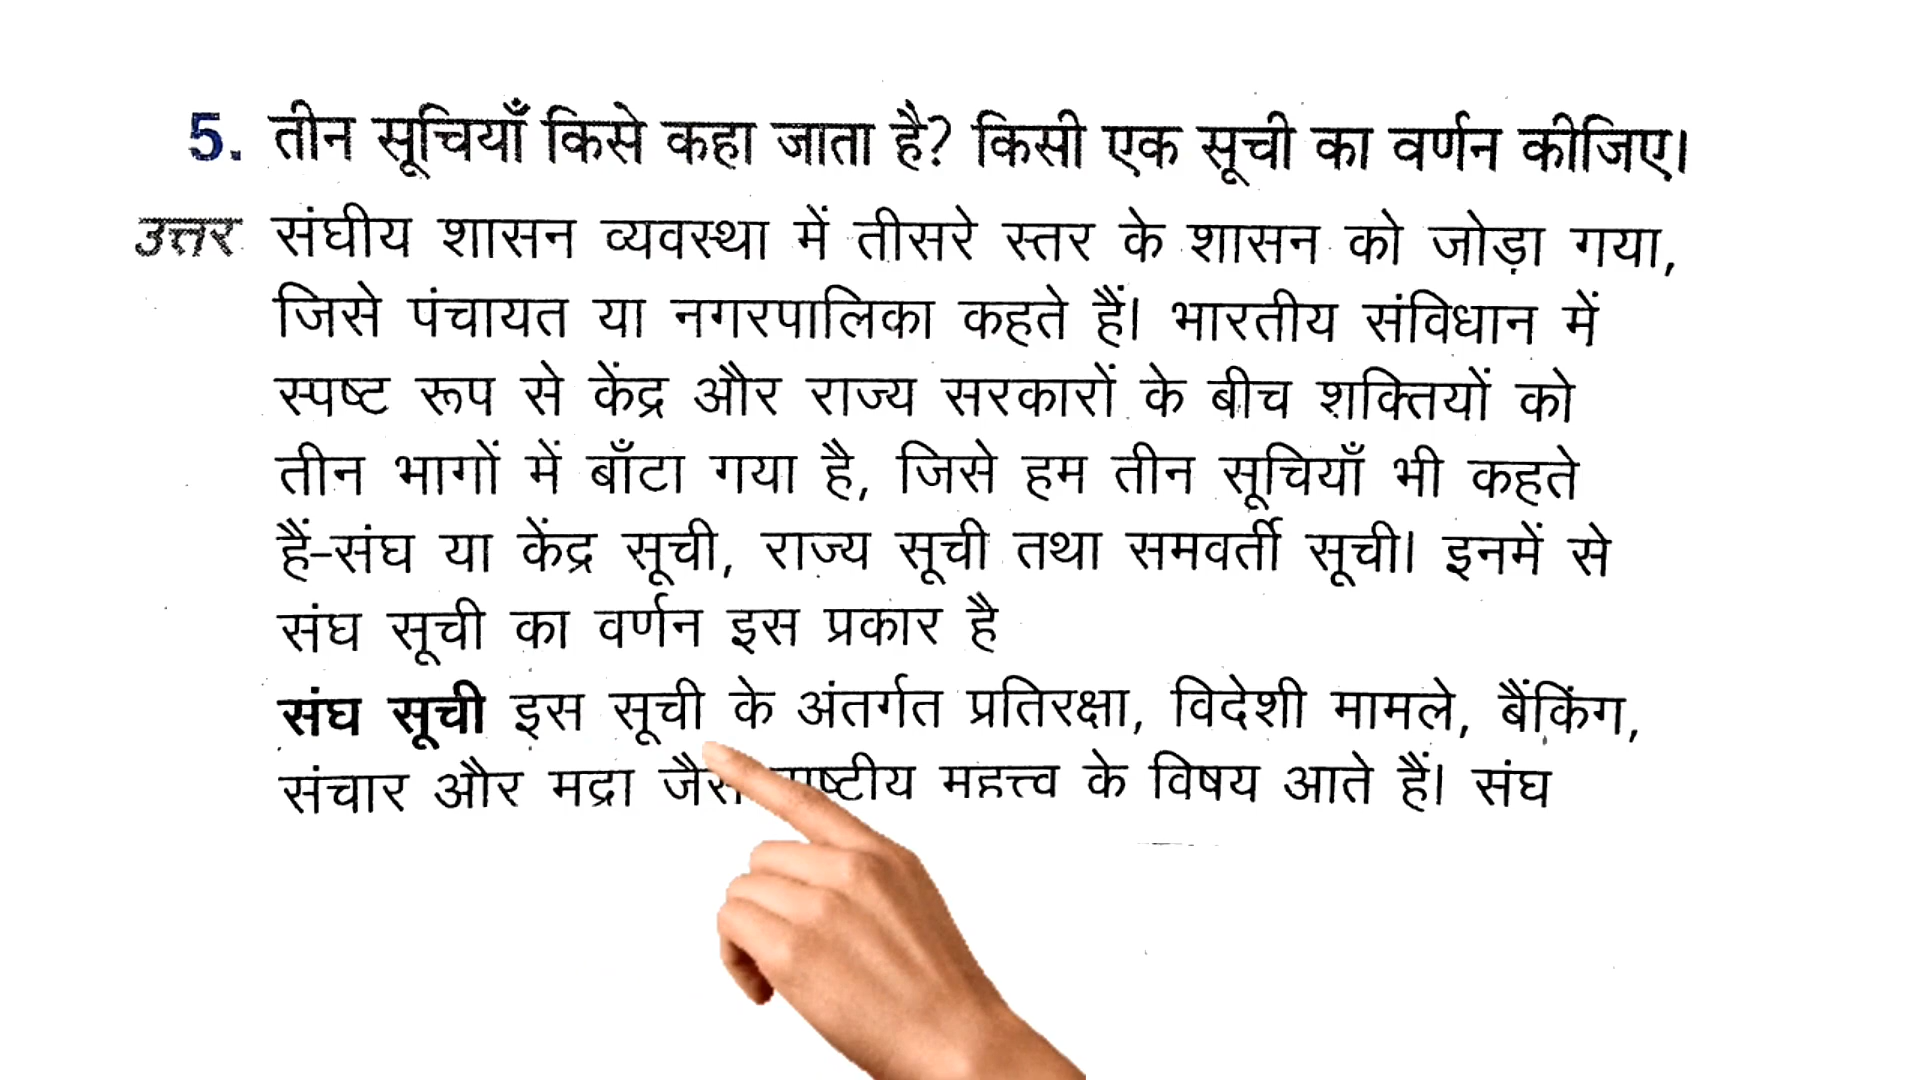 5. तीन सूचियाँ किसे कहा जाता है? किसी एक सूची का वर्णन कीजिए।
उत्तर संघीय शासन व्यवस्था में तीसरे स्तर के शासन को जोड़ा गया,
जिसे पंचायत या नगरपालिका कहते हैं। भारतीय संविधान में
स्पष्ट रूप से केंद्र और राज्य सरकारों के बीच शक्तियों को
तीन भागों में बाँटा गया है, जिसे हम तीन सूचियाँ भी कहते
हैं-संघ या केंद्र सूची, राज्य सूची तथा समवर्ती सूची। इनमें से
संघ सूची का वर्णन इस प्रकार है
संघ सूची इस सूची के अंतर्गत प्रतिरक्षा, विदेशी मामले, बैंकिंग,
संचार और मुद्रा महत्त्व के विषय आते हैं। संघ